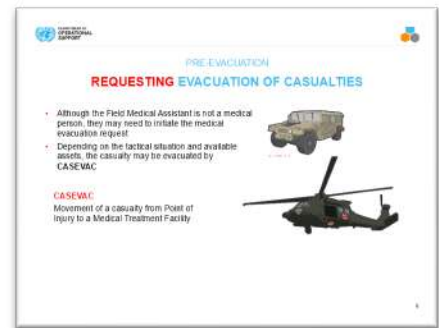 OPERATIONAL
SUPPORT
PRE-EVACUATION
REQUESTING EVACUATION OF CASUALTIES
• Although the Field Medical Assistant is not a medical
person, they may need to initiate the medical
evacuation request
• Depending on the tactical situation and available
assets, the casualty may be evacuated by
CASEVAC
CASEVAC
Movement of a casualty from Point of
Injury to a Medical Treatment Facility